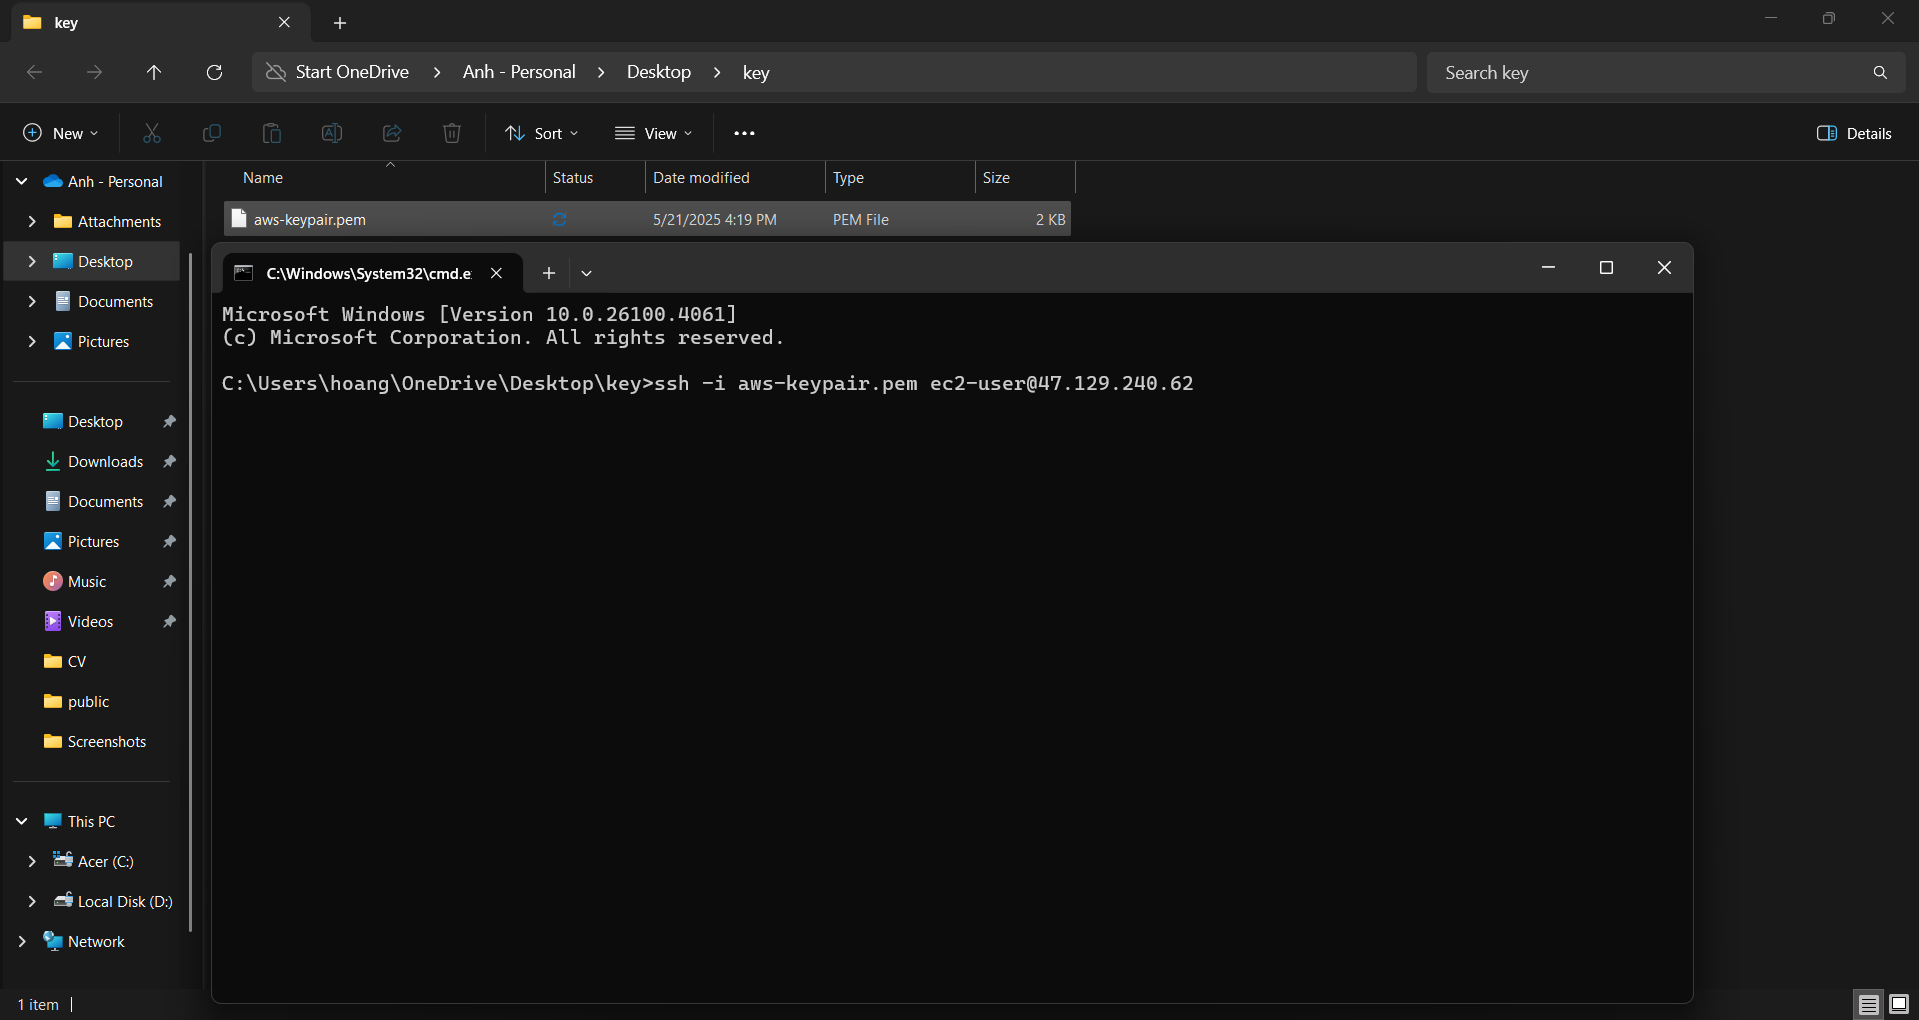 key
Start OneDrive > Anh - Personal > Desktop > key
Search key
New
Sort
View
Details
Name Status Date modified Type Size
aws-keypair.pem 5/21/2025 4:19 PM PEM File 2 KB
Anh - Personal
Attachments
Desktop
Documents
Pictures
Desktop
Downloads
Documents
Pictures
Music
Videos
CV
public
Screenshots
This PC
Acer (C:)
Local Disk (D:)
Network
1 item
C:\Windows\System32\cmd.e
Microsoft Windows [Version 10.0.26100.4061]
(c) Microsoft Corporation. All rights reserved.
C:\Users\hoang\OneDrive\Desktop\key>ssh -i aws-keypair.pem ec2-user@47.129.240.62